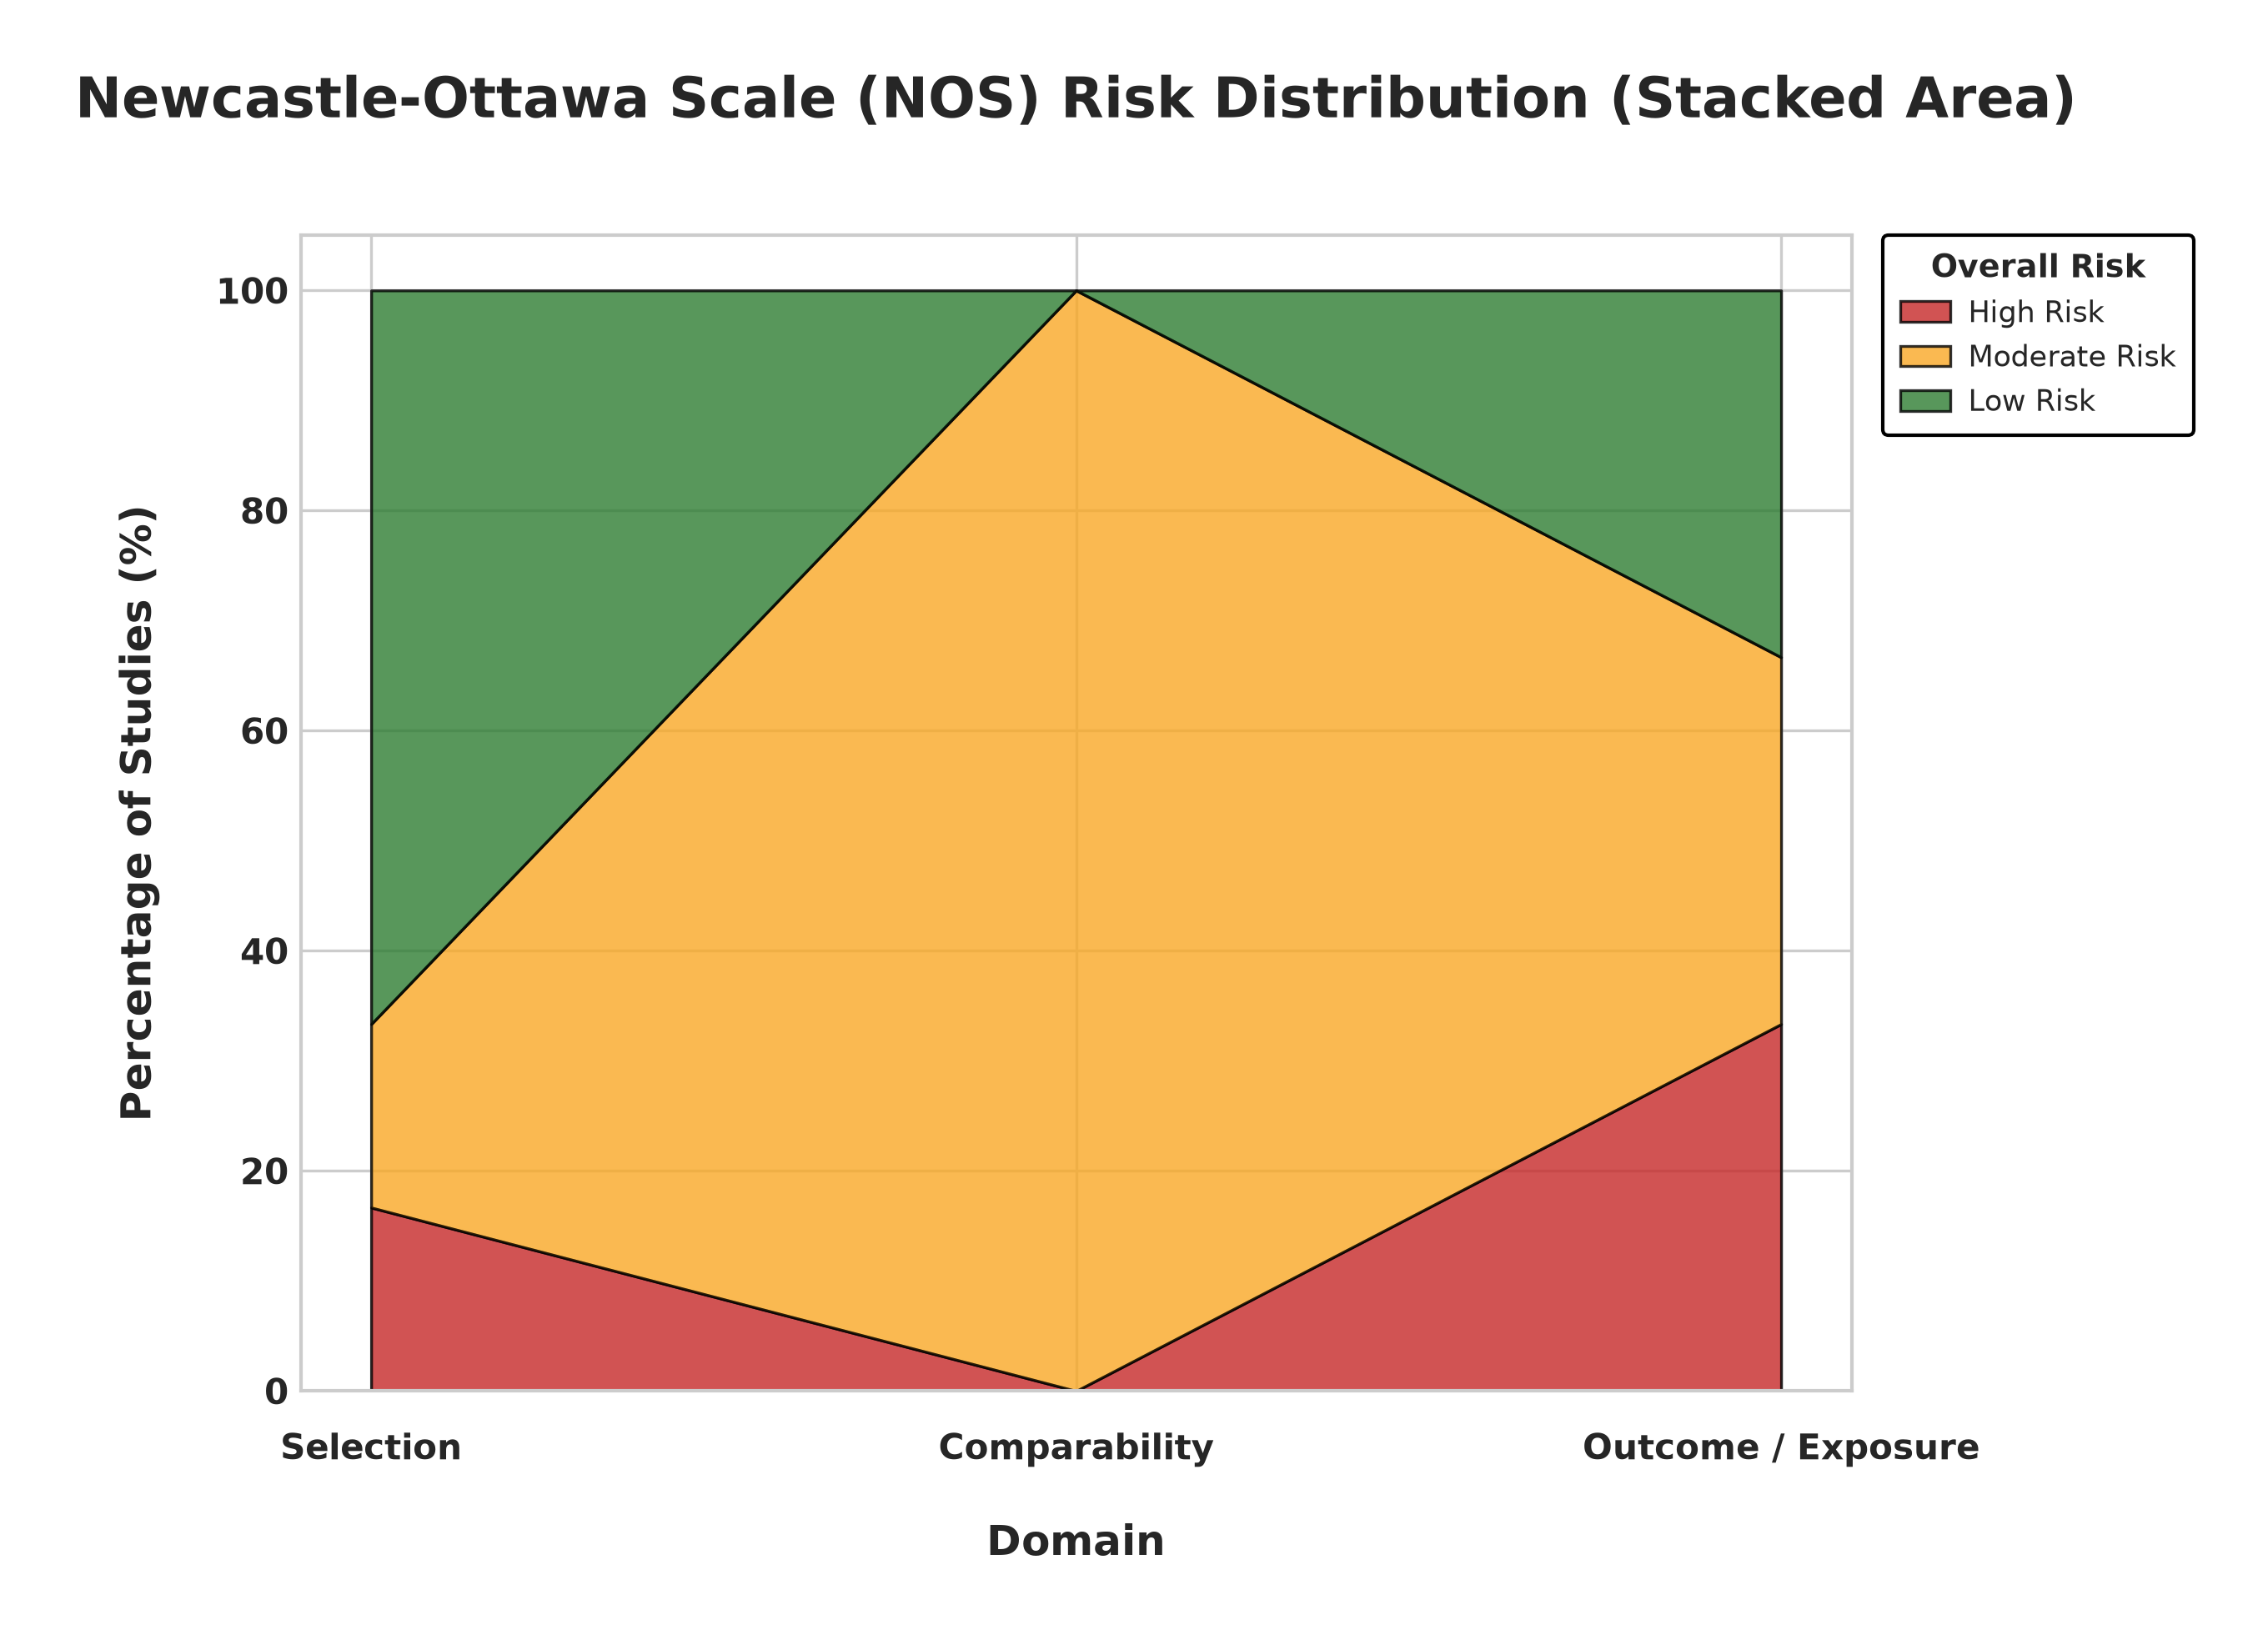 Newcastle-Ottawa Scale (NOS) Risk Distribution (Stacked Area)
Overall Risk
High Risk
Moderate Risk
Low Risk
Percentage of Studies (%)
100
80
60
40
20
0
Selection
Comparability
Outcome / Exposure
Domain